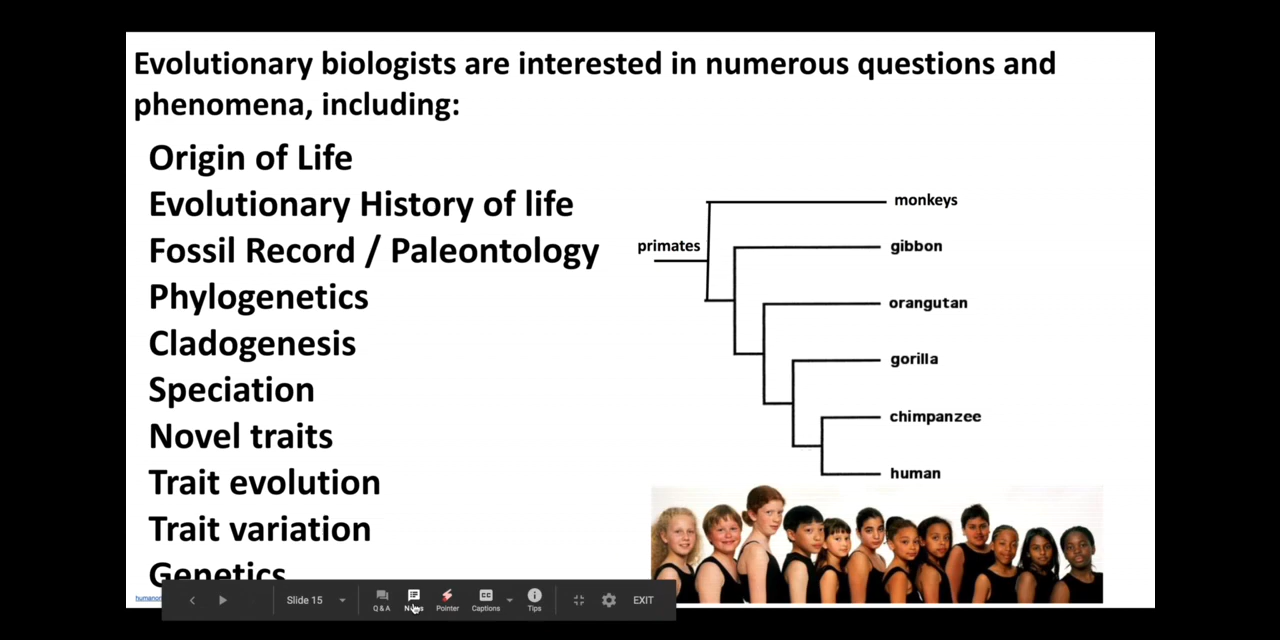 Evolutionary biologists are interested in numerous questions and
phenomena, including:
Origin of Life
Evolutionary History of life
Fossil Record / Paleontology
Phylogenetics
Cladogenesis
Speciation
Novel traits
Trait evolution
Trait variation
Genetics
primates
monkeys
gibbon
orangutan
gorilla
chimpanzee
human
Slide 15
Q & A
Pointer
Captions
Tips
EXIT